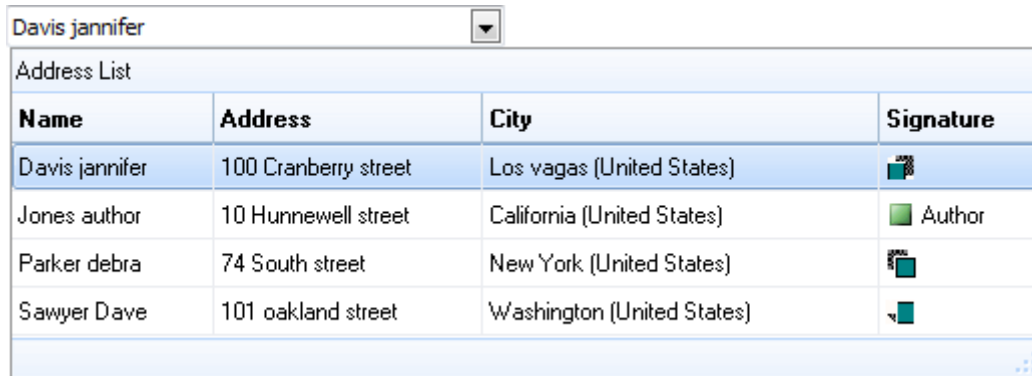 Davis jannifer
Address List
Name Address City Signature
Davis jannifer 100 Cranberry street Los vagas (United States)
Jones author 10 Hunnewell street California (United States) Author
Parker debra 74 South street New York (United States)
Sawyer Dave 101 oakland street Washington (United States)